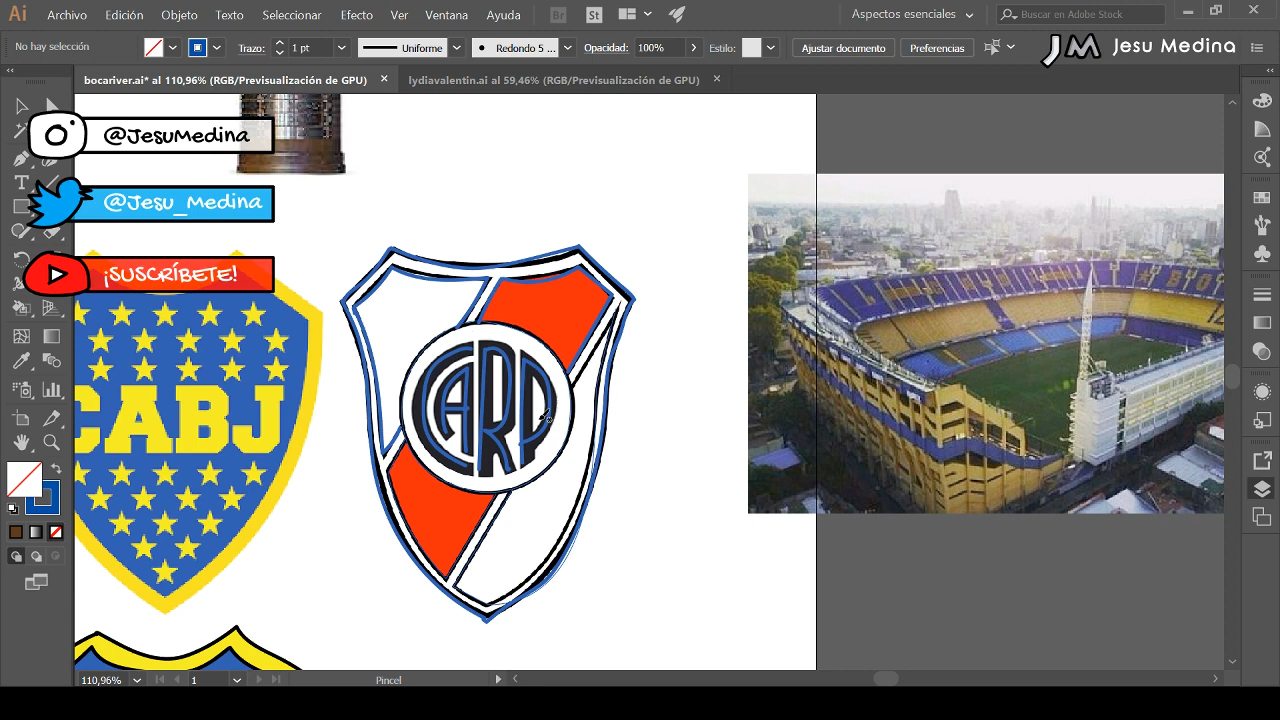 Ai Archivo Edición Objeto Texto Seleccionar Efecto Ver Ventana Ayuda Br St Aspectos esenciales Buscar en Adobe Stock
No hay selección Trazo: 1 pt Uniforme Redondo 5 ... Opacidad: 100% Estilo: Ajustar documento Preferencias JM Jesu Medina
bocariver.ai* al 110,96% (RGB/Previsualización de GPU) × lydiavalentin.ai al 59,46% (RGB/Previsualización de GPU) ×
@JesuMedina
@Jesu_Medina
¡SUSCRÍBETE!
CABJ
CARP
110,96% 1 Pincel